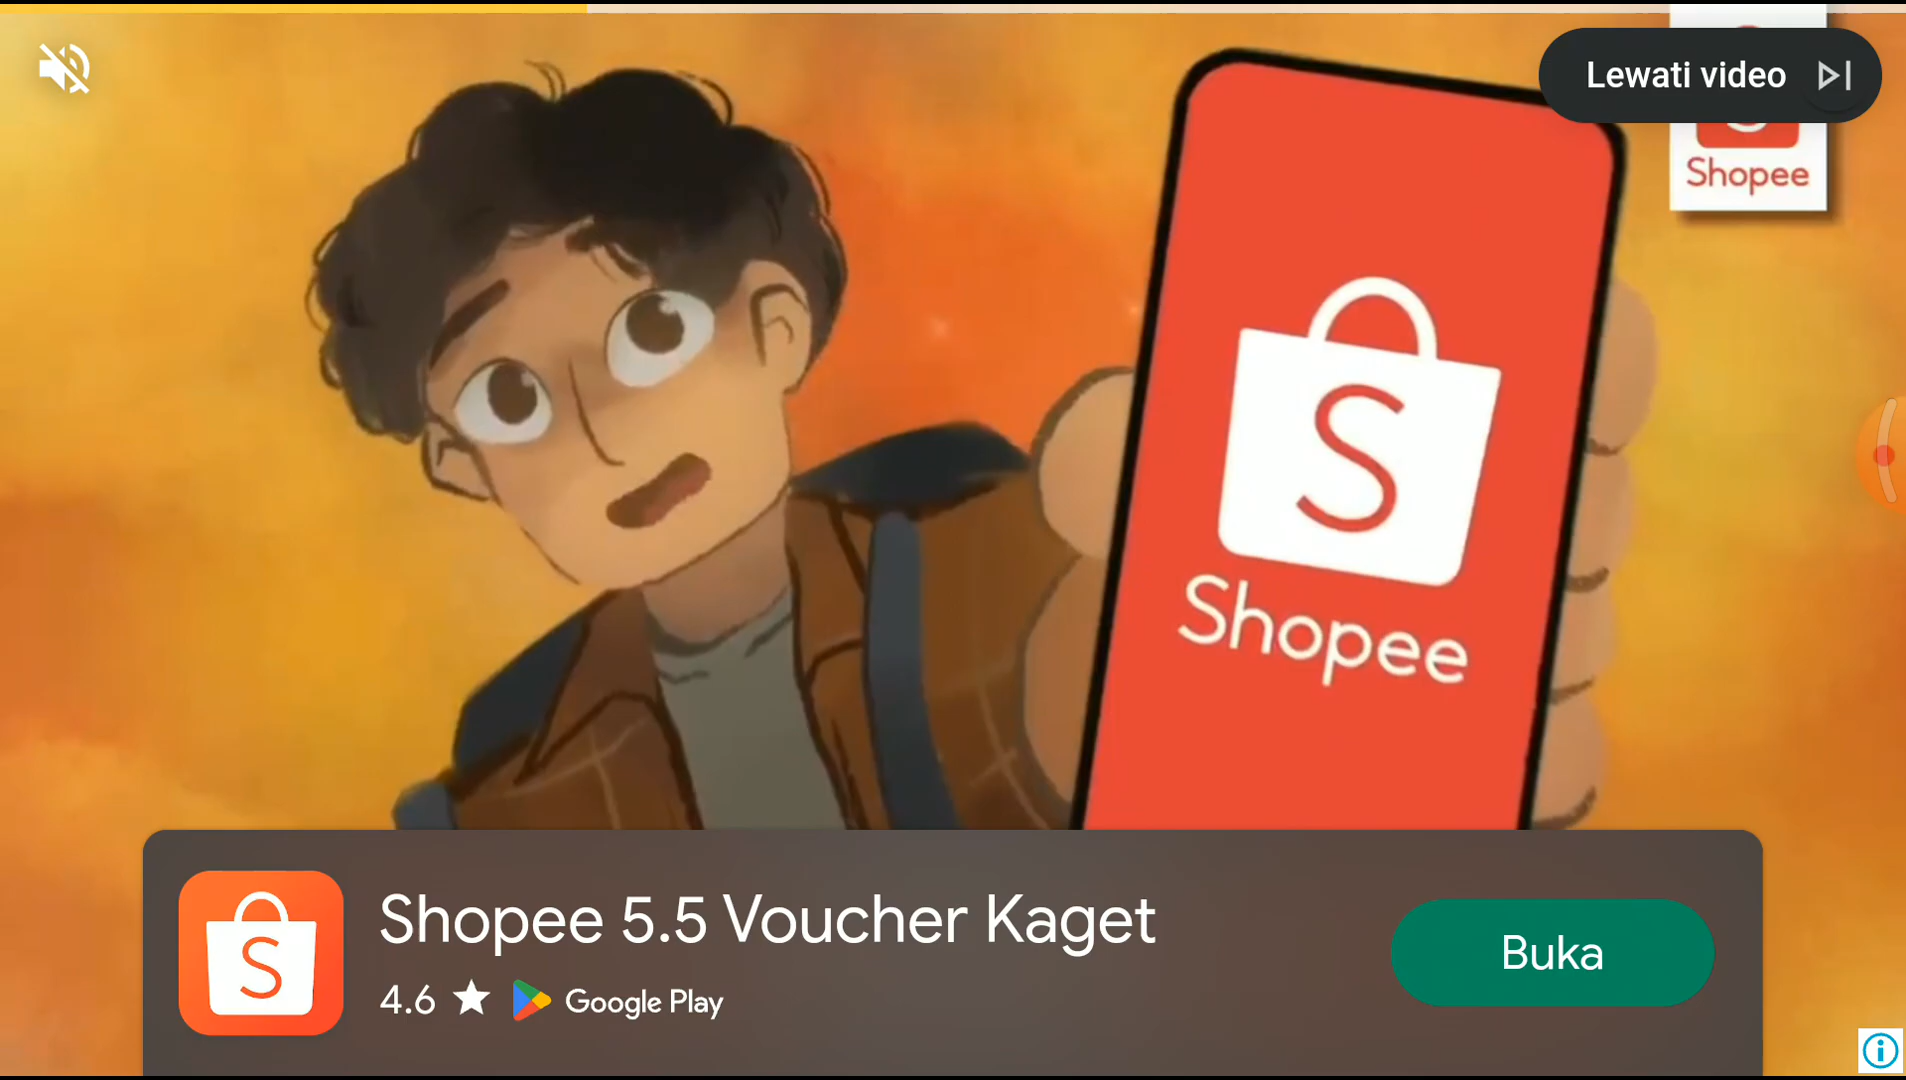 Lewati video
Shopee
S
Shopee
S
Shopee 5.5 Voucher Kaget
4.6
Google Play
Buka